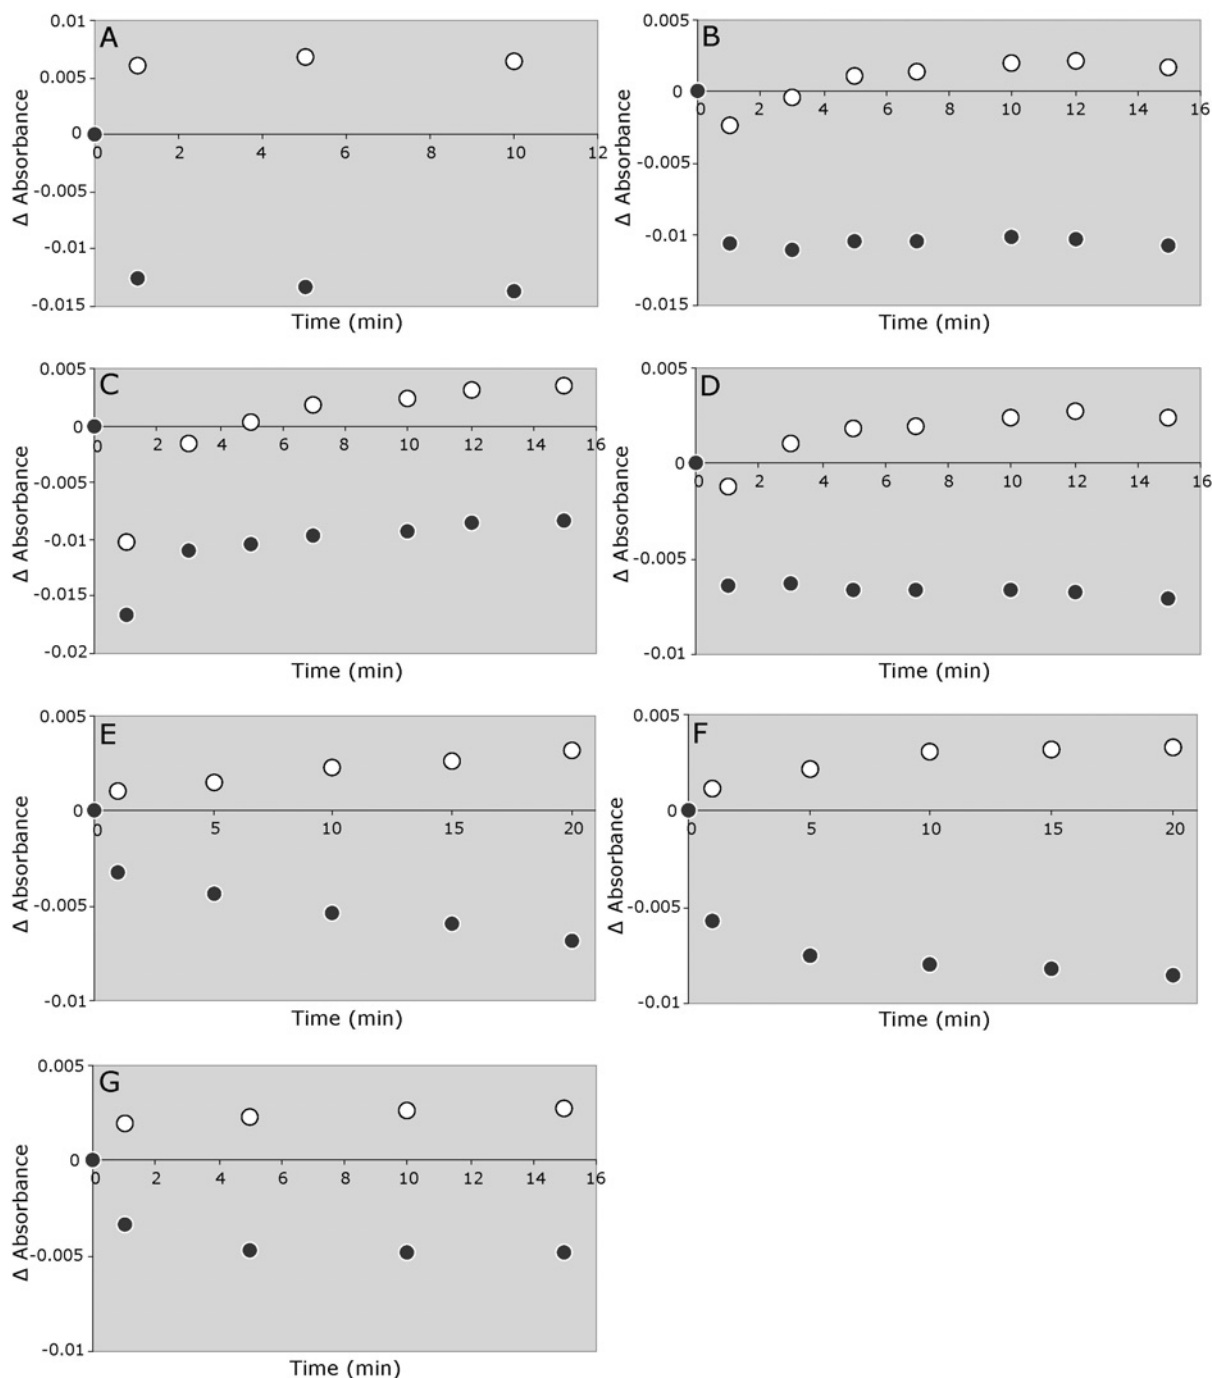 A
Δ Absorbance
0.01
0.005
0
-0.005
-0.01
-0.015
0 2 4 6 8 10 12
Time (min)
B
Δ Absorbance
0.005
0
-0.005
-0.01
-0.015
0 2 4 6 8 10 12 14 16
Time (min)
C
Δ Absorbance
0.005
0
-0.005
-0.01
-0.015
-0.02
0 2 4 6 8 10 12 14 16
Time (min)
D
Δ Absorbance
0.005
0
-0.005
-0.01
0 2 4 6 8 10 12 14 16
Time (min)
E
Δ Absorbance
0.005
0
-0.005
-0.01
0 5 10 15 20
Time (min)
F
Δ Absorbance
0.005
0
-0.005
-0.01
0 5 10 15 20
Time (min)
G
Δ Absorbance
0.005
0
-0.005
-0.01
0 2 4 6 8 10 12 14 16
Time (min)